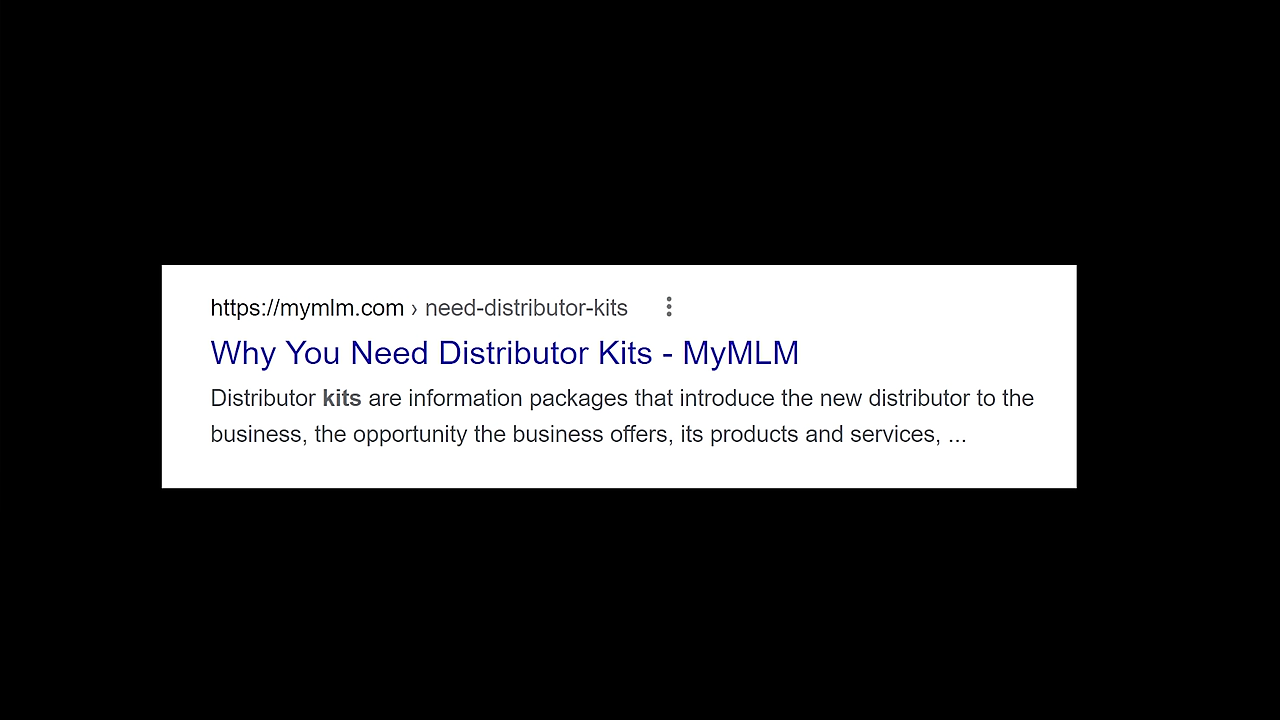 https://mymlm.com › need-distributor-kits
Why You Need Distributor Kits - MyMLM
Distributor kits are information packages that introduce the new distributor to the
business, the opportunity the business offers, its products and services, ...